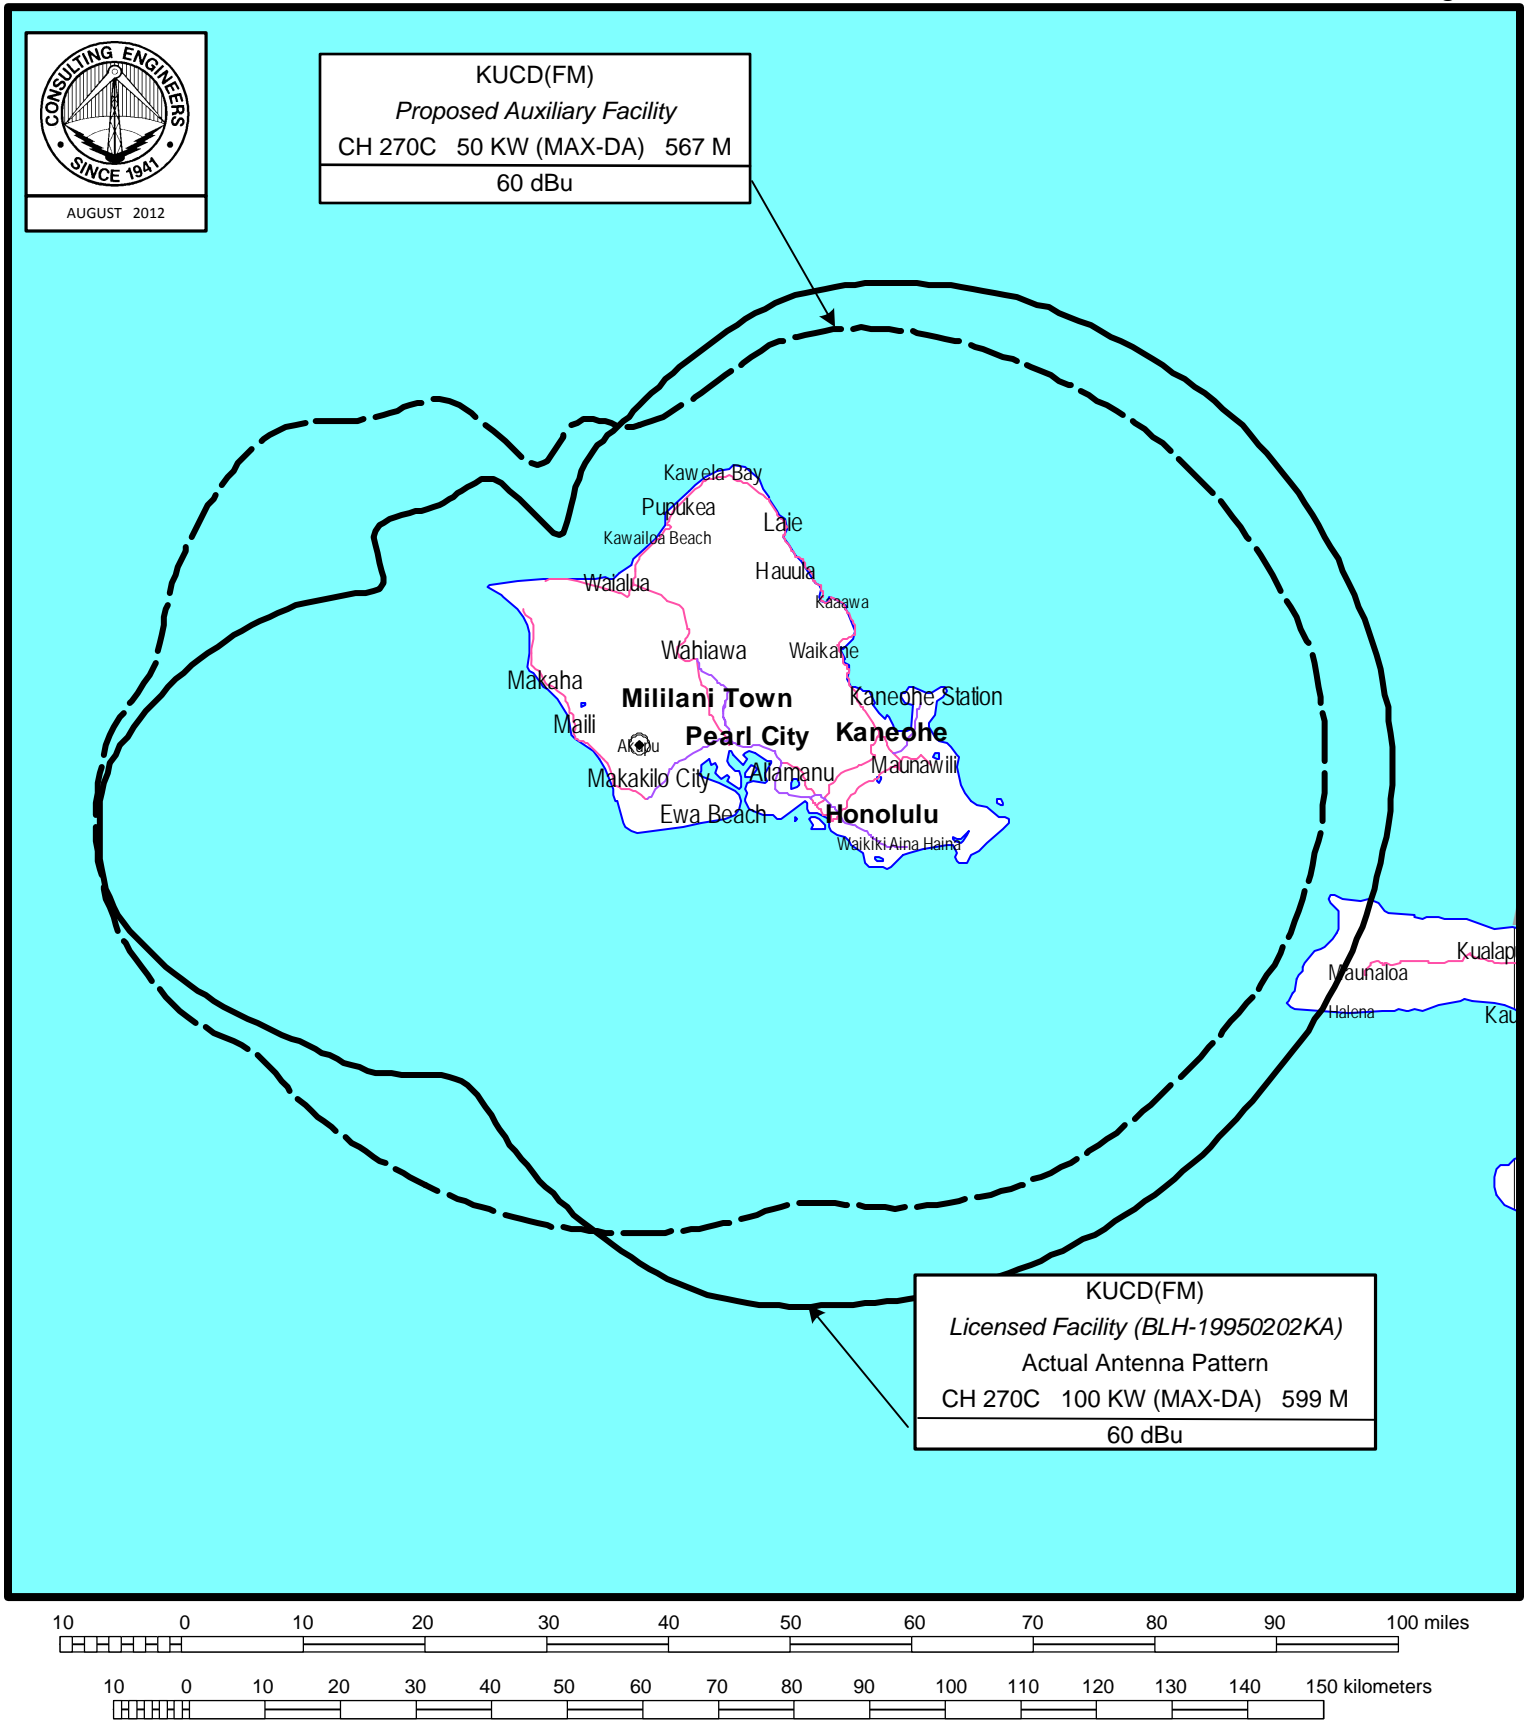 CONSULTING ENGINEERS
• SINCE 1941 •
AUGUST 2012
KUCD(FM)
Proposed Auxiliary Facility
CH 270C 50 KW (MAX-DA) 567 M
60 dBu
Kawela Bay
Pupukea
Laie
Kawailoa Beach
Hauula
Waialua
Kaaawa
Wahiawa
Waikane
Makaha
Mililani Town
Kaneohe Station
Maili
Pearl City
Kaneohe
Akupu
Maunawili
Makakilo City
Aliamanu
Ewa Beach
Honolulu
Waikiki Aina Haina
Kualap
Maunaloa
Halena
Kau
KUCD(FM)
Licensed Facility (BLH-19950202KA)
Actual Antenna Pattern
CH 270C 100 KW (MAX-DA) 599 M
60 dBu
10 0 10 20 30 40 50 60 70 80 90 100 miles
10 0 10 20 30 40 50 60 70 80 90 100 110 120 130 140 150 kilometers